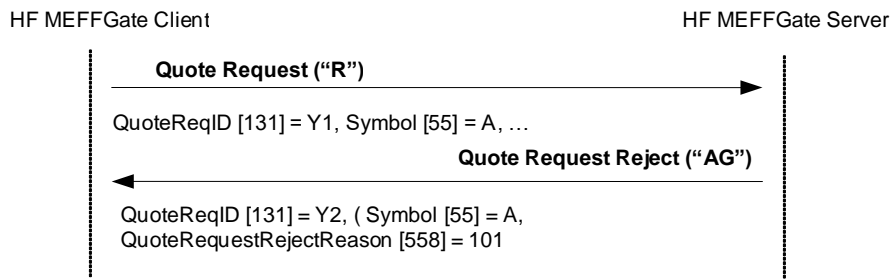 HF MEFFGate Client
HF MEFFGate Server
Quote Request (“R”)
QuoteReqID [131] = Y1, Symbol [55] = A, …
Quote Request Reject (“AG”)
QuoteReqID [131] = Y2, ( Symbol [55] = A,
QuoteRequestRejectReason [558] = 101